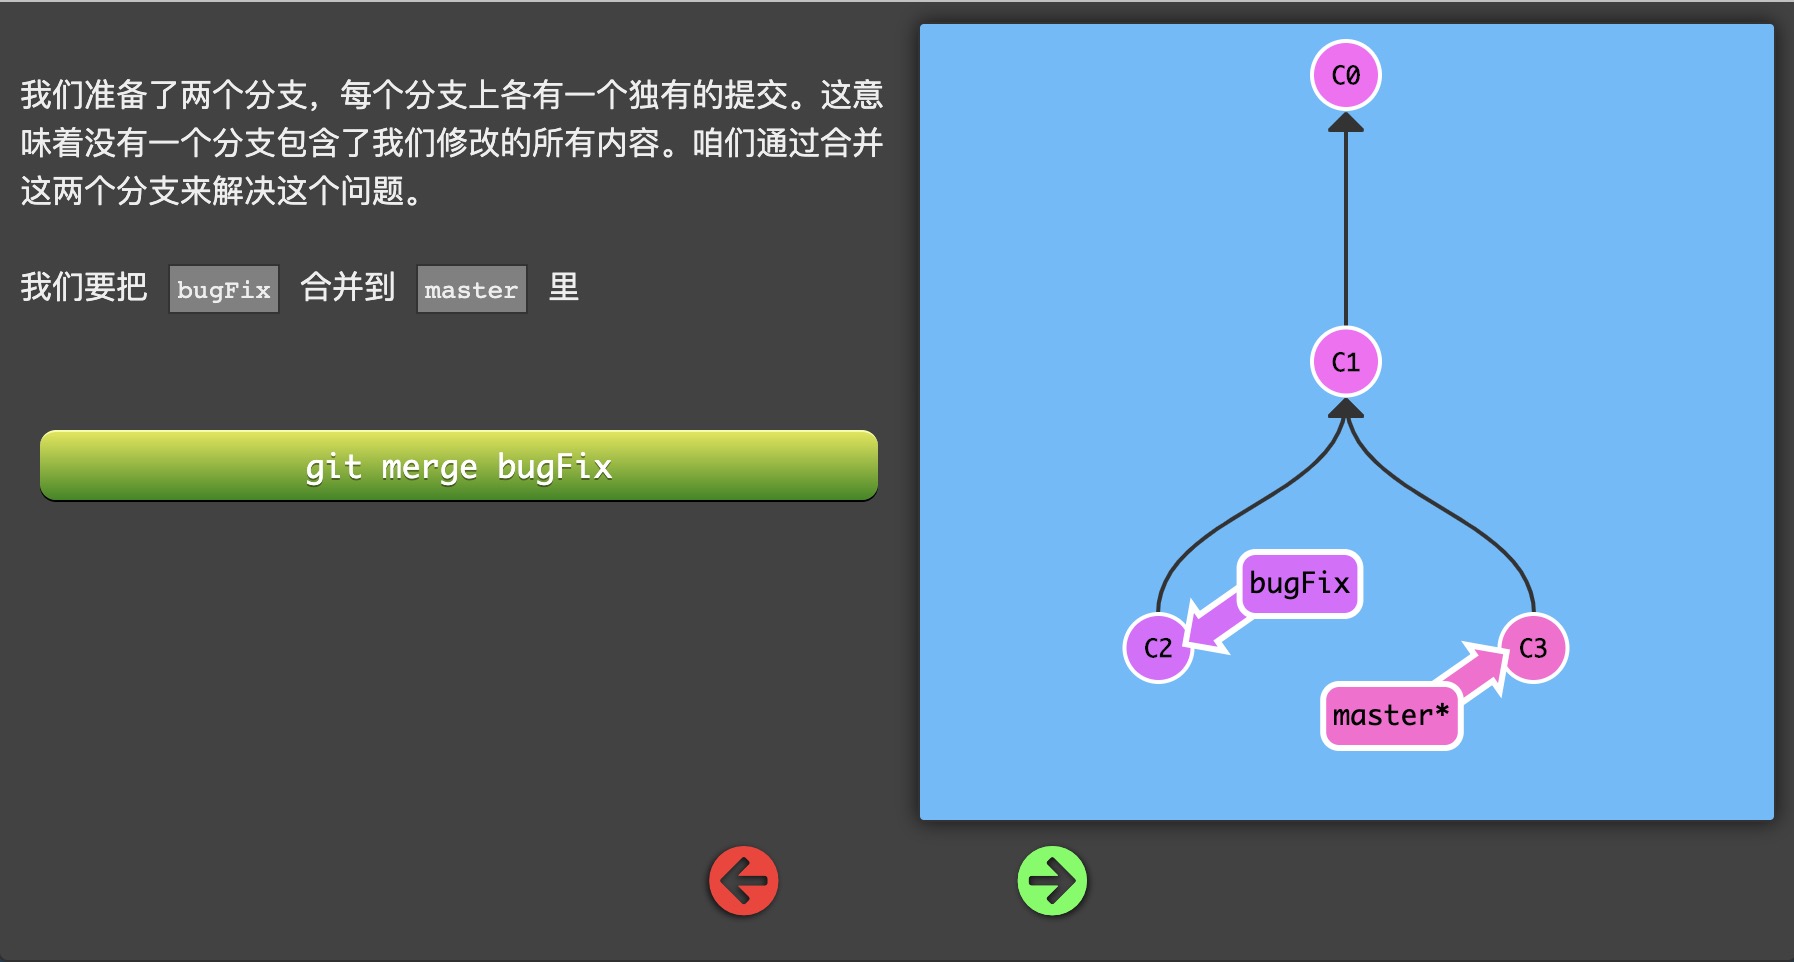 我们准备了两个分支，每个分支上各有一个独有的提交。这意
味着没有一个分支包含了我们修改的所有内容。咱们通过合并
这两个分支来解决这个问题。
我们要把 bugFix 合并到 master 里
git merge bugFix
C0
C1
bugFix
C2
C3
master*